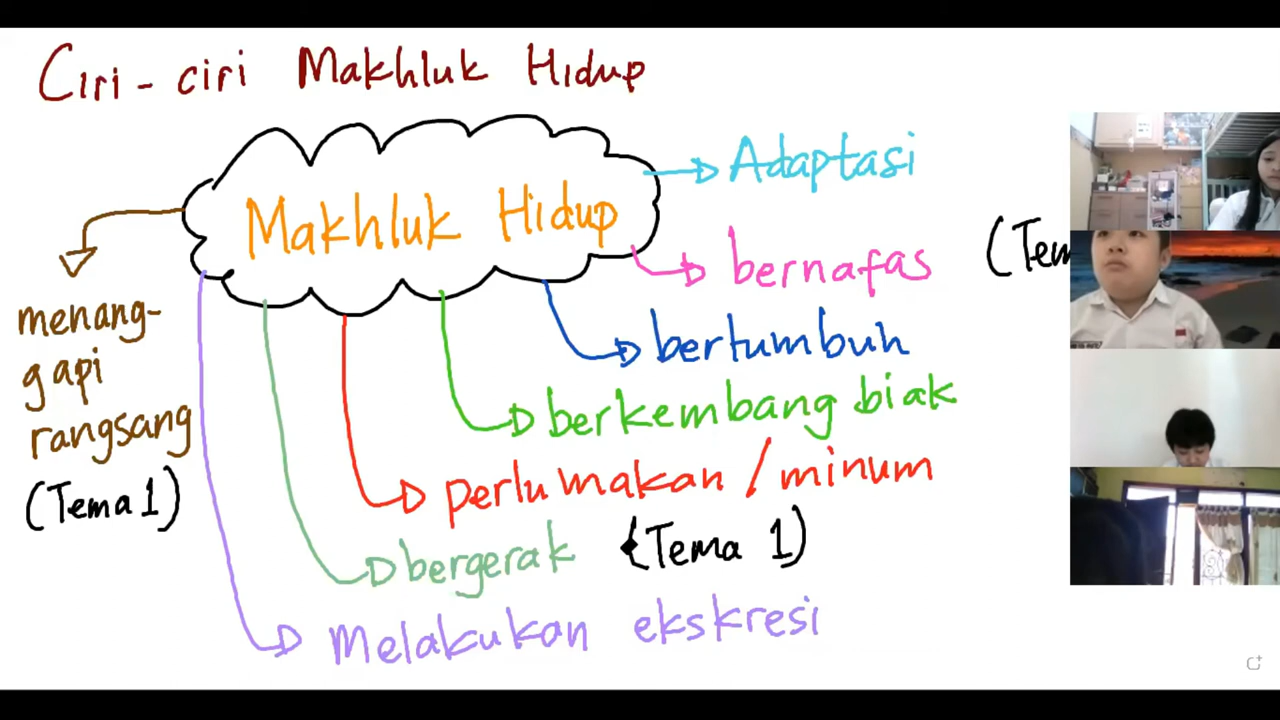 Ciri-ciri Makhluk Hidup
Makhluk Hidup
Adaptasi
bernafas
bertumbuh
berkembang biak
perlu makan / minum
bergerak (Tema 1)
Melakukan ekskresi
menang-
gapi
rangsang
(Tema 1)